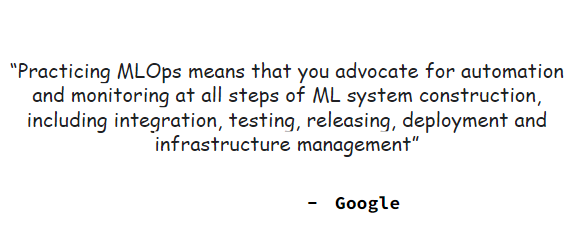 “Practicing MLOps means that you advocate for automation
and monitoring at all steps of ML system construction,
including integration, testing, releasing, deployment and
infrastructure management”
– Google